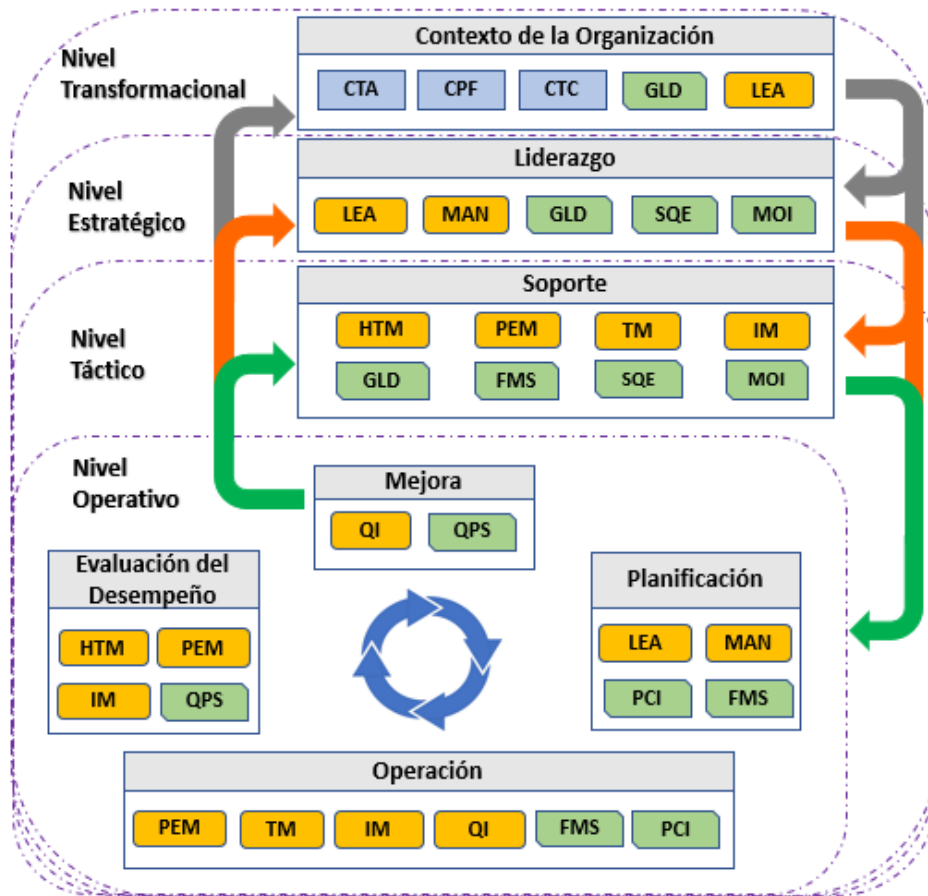 Nivel
Transformacional
Contexto de la Organización
CTA CPF CTC GLD LEA
Nivel
Estratégico
Liderazgo
LEA MAN GLD SQE MOI
Nivel
Táctico
Soporte
HTM PEM TM IM
GLD FMS SQE MOI
Nivel
Operativo
Mejora
QI QPS
Evaluación del
Desempeño
HTM PEM
IM QPS
Planificación
LEA MAN
PCI FMS
Operación
PEM TM IM QI FMS PCI